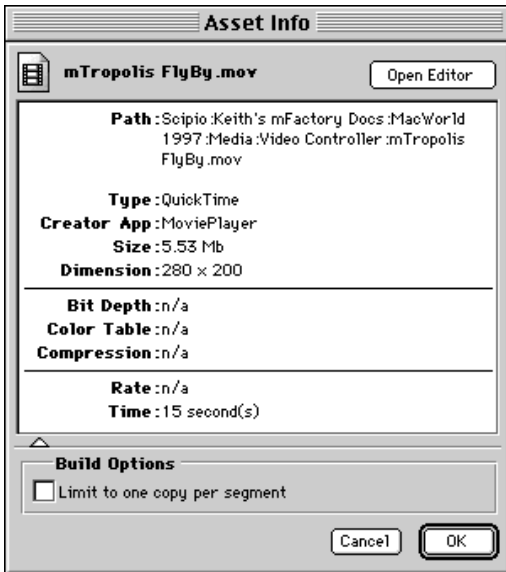 Asset Info
mTropolis FlyBy.mov
Open Editor
Path:Scipio:Keith's mFactory Docs:MacWorld
1997:Media:Video Controller:mTropolis
FlyBy.mov
Type:QuickTime
Creator App:MoviePlayer
Size:5.53 Mb
Dimension:280 x 200
Bit Depth:n/a
Color Table:n/a
Compression:n/a
Rate:n/a
Time:15 second(s)
Build Options
Limit to one copy per segment
Cancel
OK